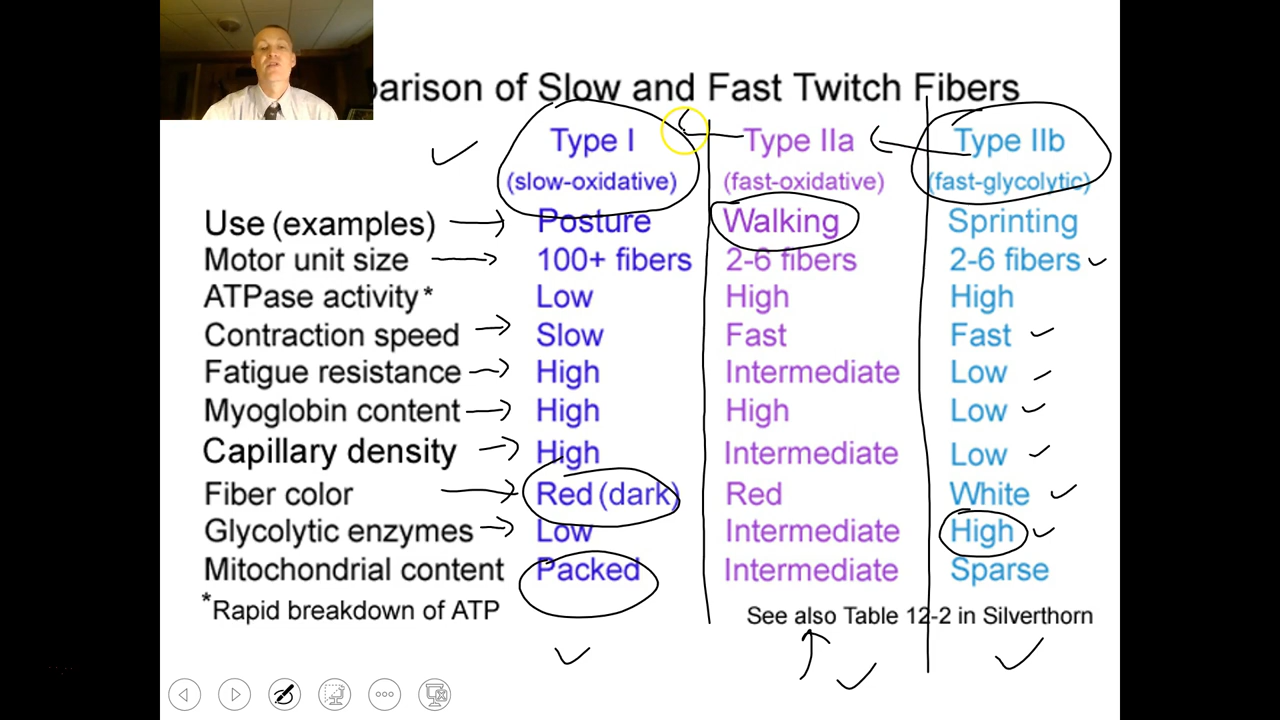 parison of Slow and Fast Twitch Fibers
Type I Type IIa Type IIb
(slow-oxidative) (fast-oxidative) (fast-glycolytic)
Use (examples) Posture Walking Sprinting
Motor unit size 100+ fibers 2-6 fibers 2-6 fibers
ATPase activity* Low High High
Contraction speed Slow Fast Fast
Fatigue resistance High Intermediate Low
Myoglobin content High High Low
Capillary density High Intermediate Low
Fiber color Red (dark) Red White
Glycolytic enzymes Low Intermediate High
Mitochondrial content Packed Intermediate Sparse
*Rapid breakdown of ATP
See also Table 12-2 in Silverthorn